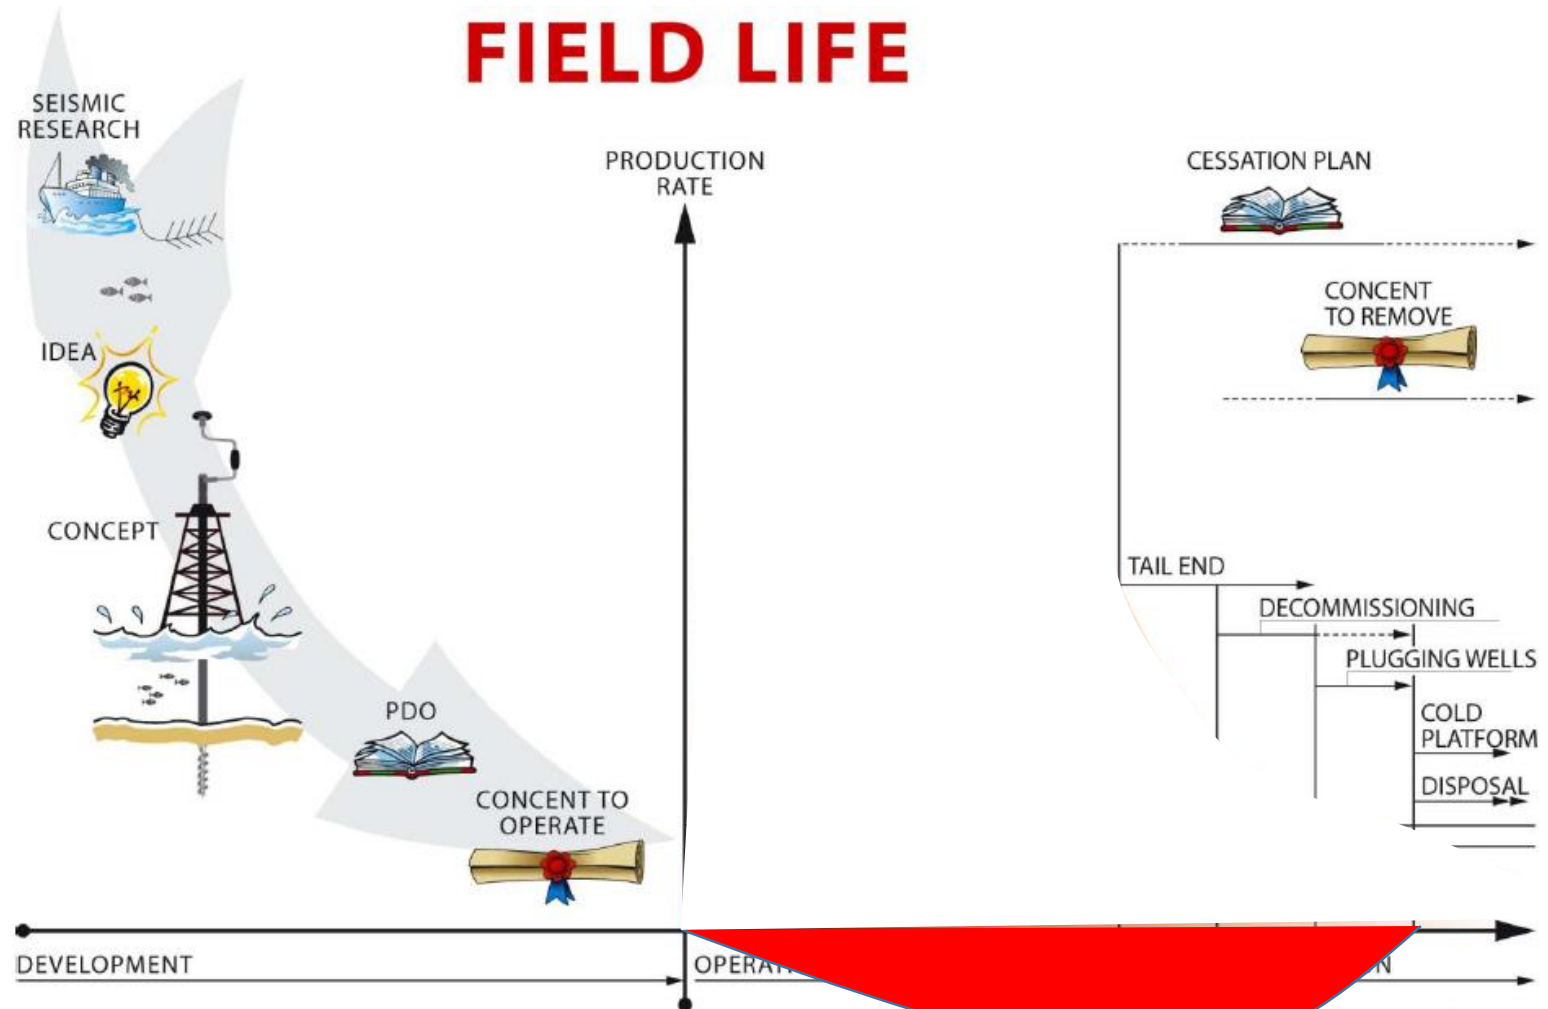 FIELD LIFE
SEISMIC
RESEARCH
PRODUCTION
RATE
CESSATION PLAN
CONCENT
TO REMOVE
IDEA
CONCEPT
TAIL END
DECOMMISSIONING
PLUGGING WELLS
PDO
COLD
PLATFORM
DISPOSAL
CONCENT TO
OPERATE
DEVELOPMENT